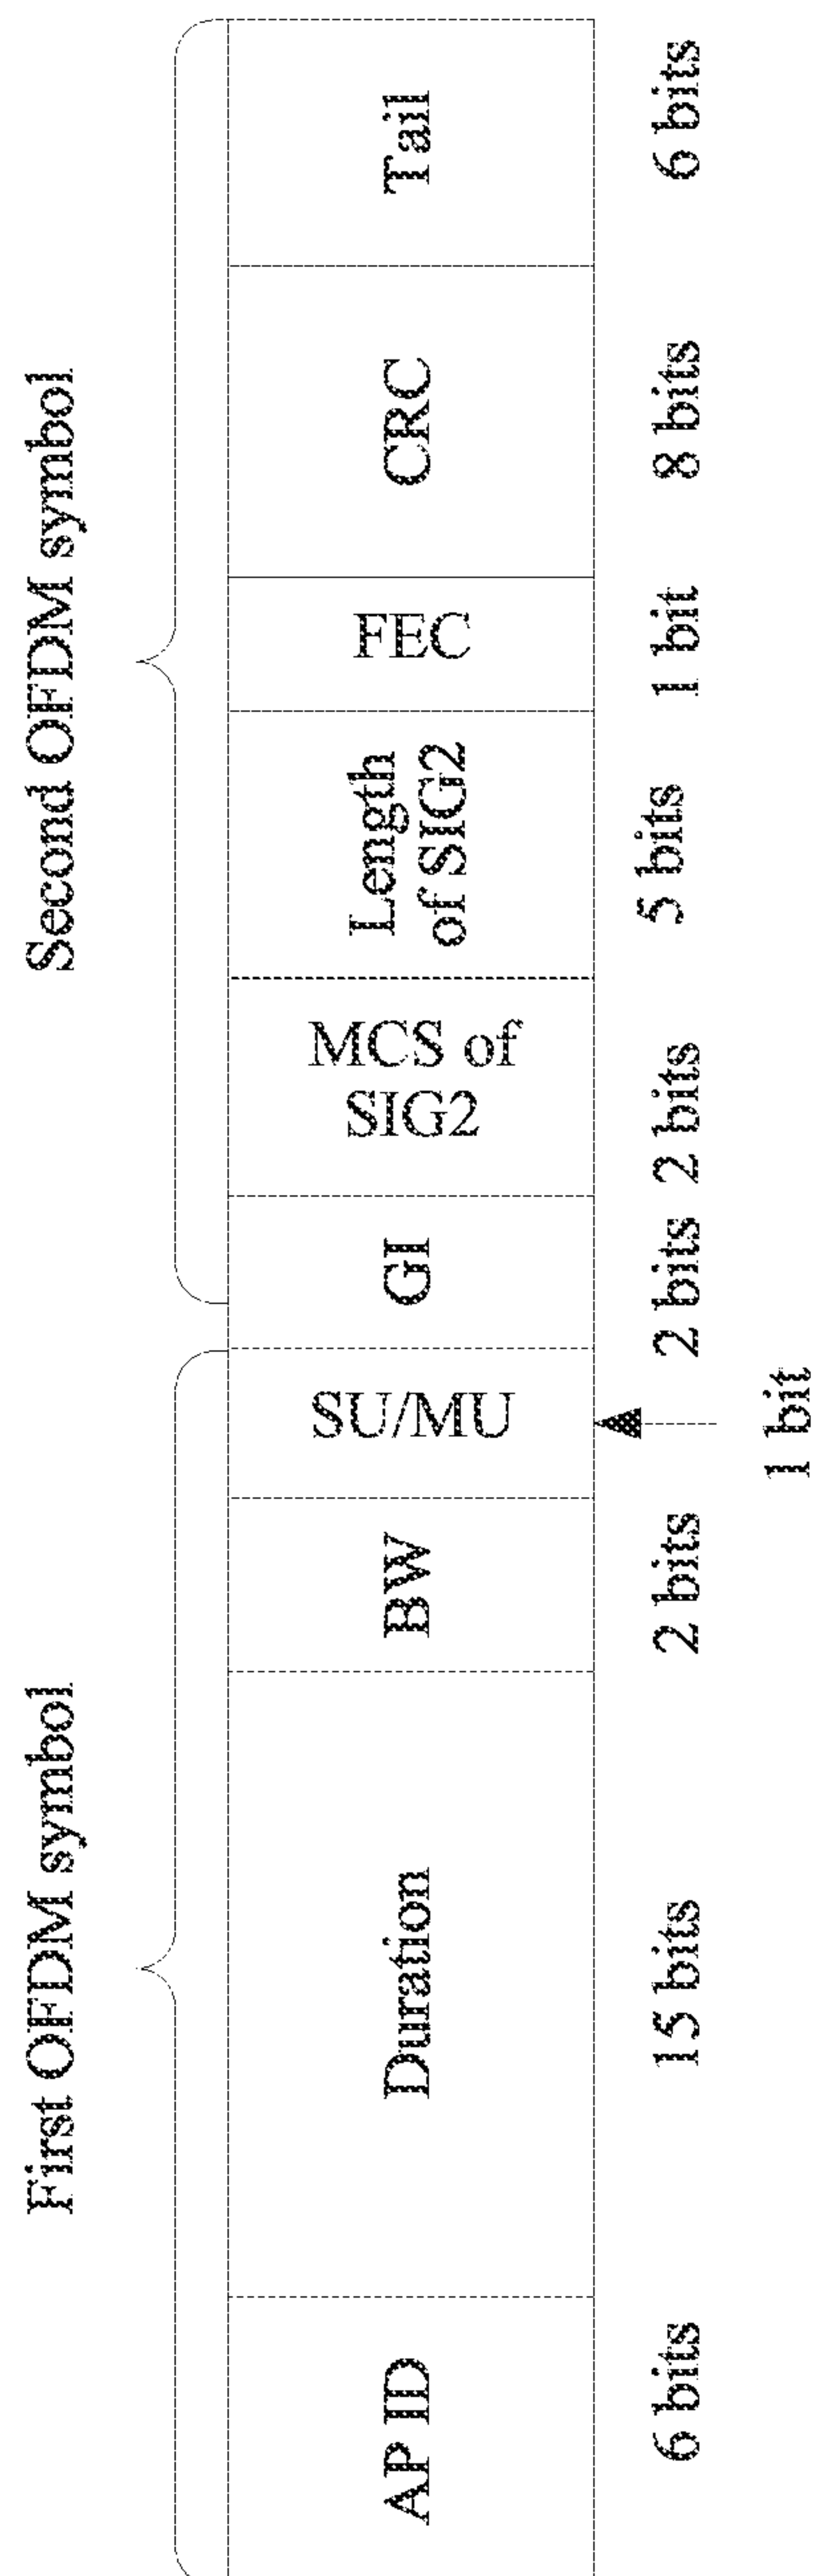 First OFDM symbol
Second OFDM symbol
AP ID
Duration
BW
SU/MU
GI
MCS of
SIG2
Length
of SIG2
FEC
CRC
Tail
6 bits
15 bits
2 bits
1 bit
2 bits
2 bits
5 bits
1 bit
8 bits
6 bits